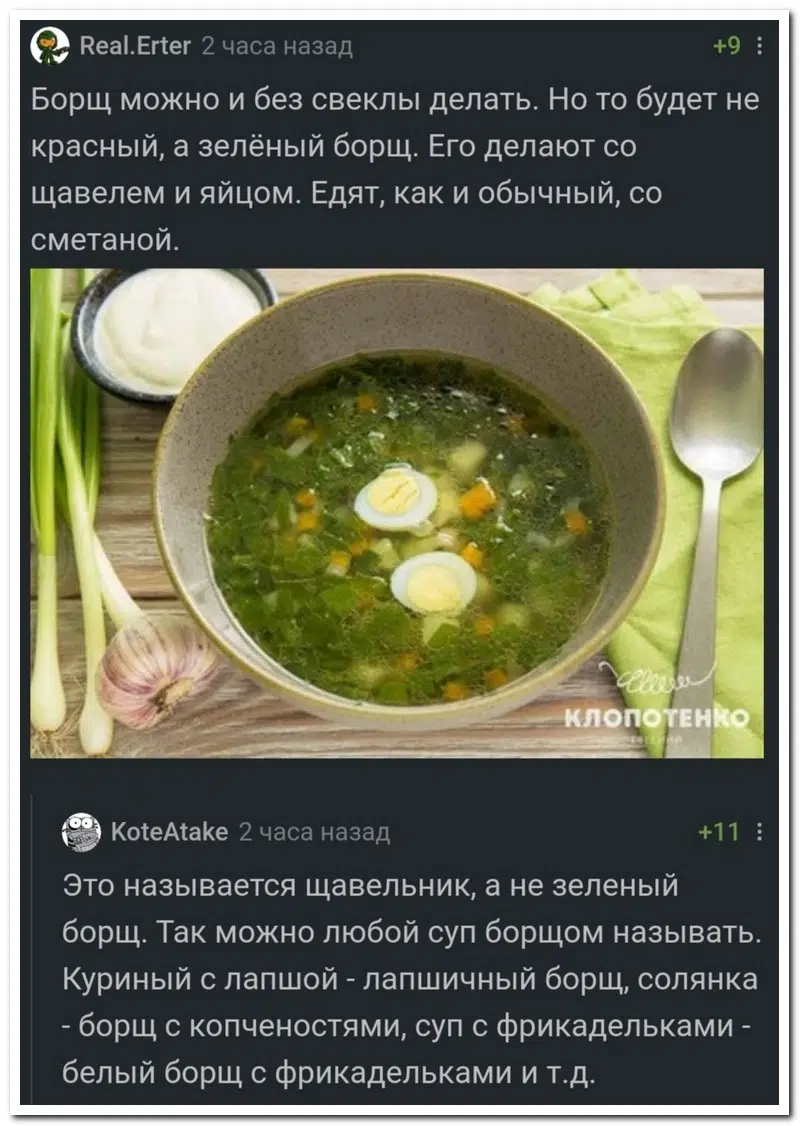 Real.Erter 2 часа назад +9
Борщ можно и без свеклы делать. Но то будет не
красный, а зелёный борщ. Его делают со
щавелем и яйцом. Едят, как и обычный, со
сметаной.
КЛОПОТЕНКО
KoteAtake 2 часа назад +11
Это называется щавельник, а не зеленый
борщ. Так можно любой суп борщом называть.
Куриный с лапшой - лапшичный борщ, солянка
- борщ с копченостями, суп с фрикадельками -
белый борщ с фрикадельками и т.д.